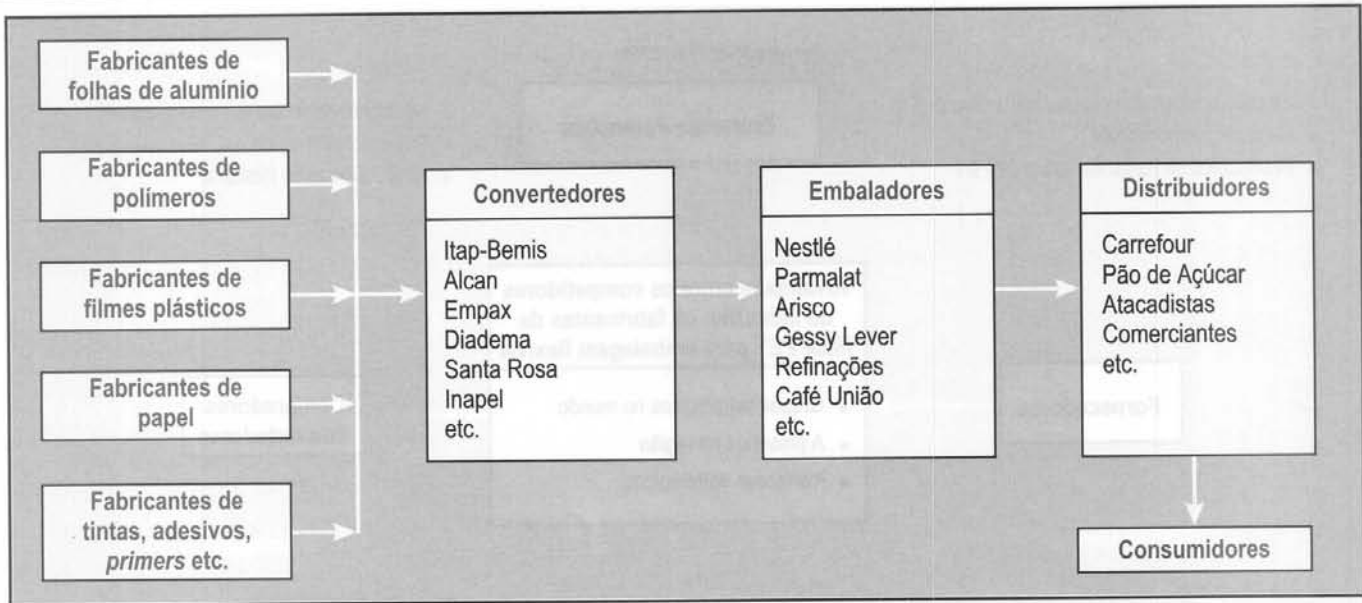 Fabricantes de
folhas de alumínio
Fabricantes de
polímeros
Fabricantes de
filmes plásticos
Fabricantes de
papel
Fabricantes de
tintas, adesivos,
primers etc.
Convertedores
Itap-Bemis
Alcan
Empax
Diadema
Santa Rosa
Inapel
etc.
Embaladores
Nestlé
Parmalat
Arisco
Gessy Lever
Refinações
Café União
etc.
Distribuidores
Carrefour
Pão de Açúcar
Atacadistas
Comerciantes
etc.
Consumidores